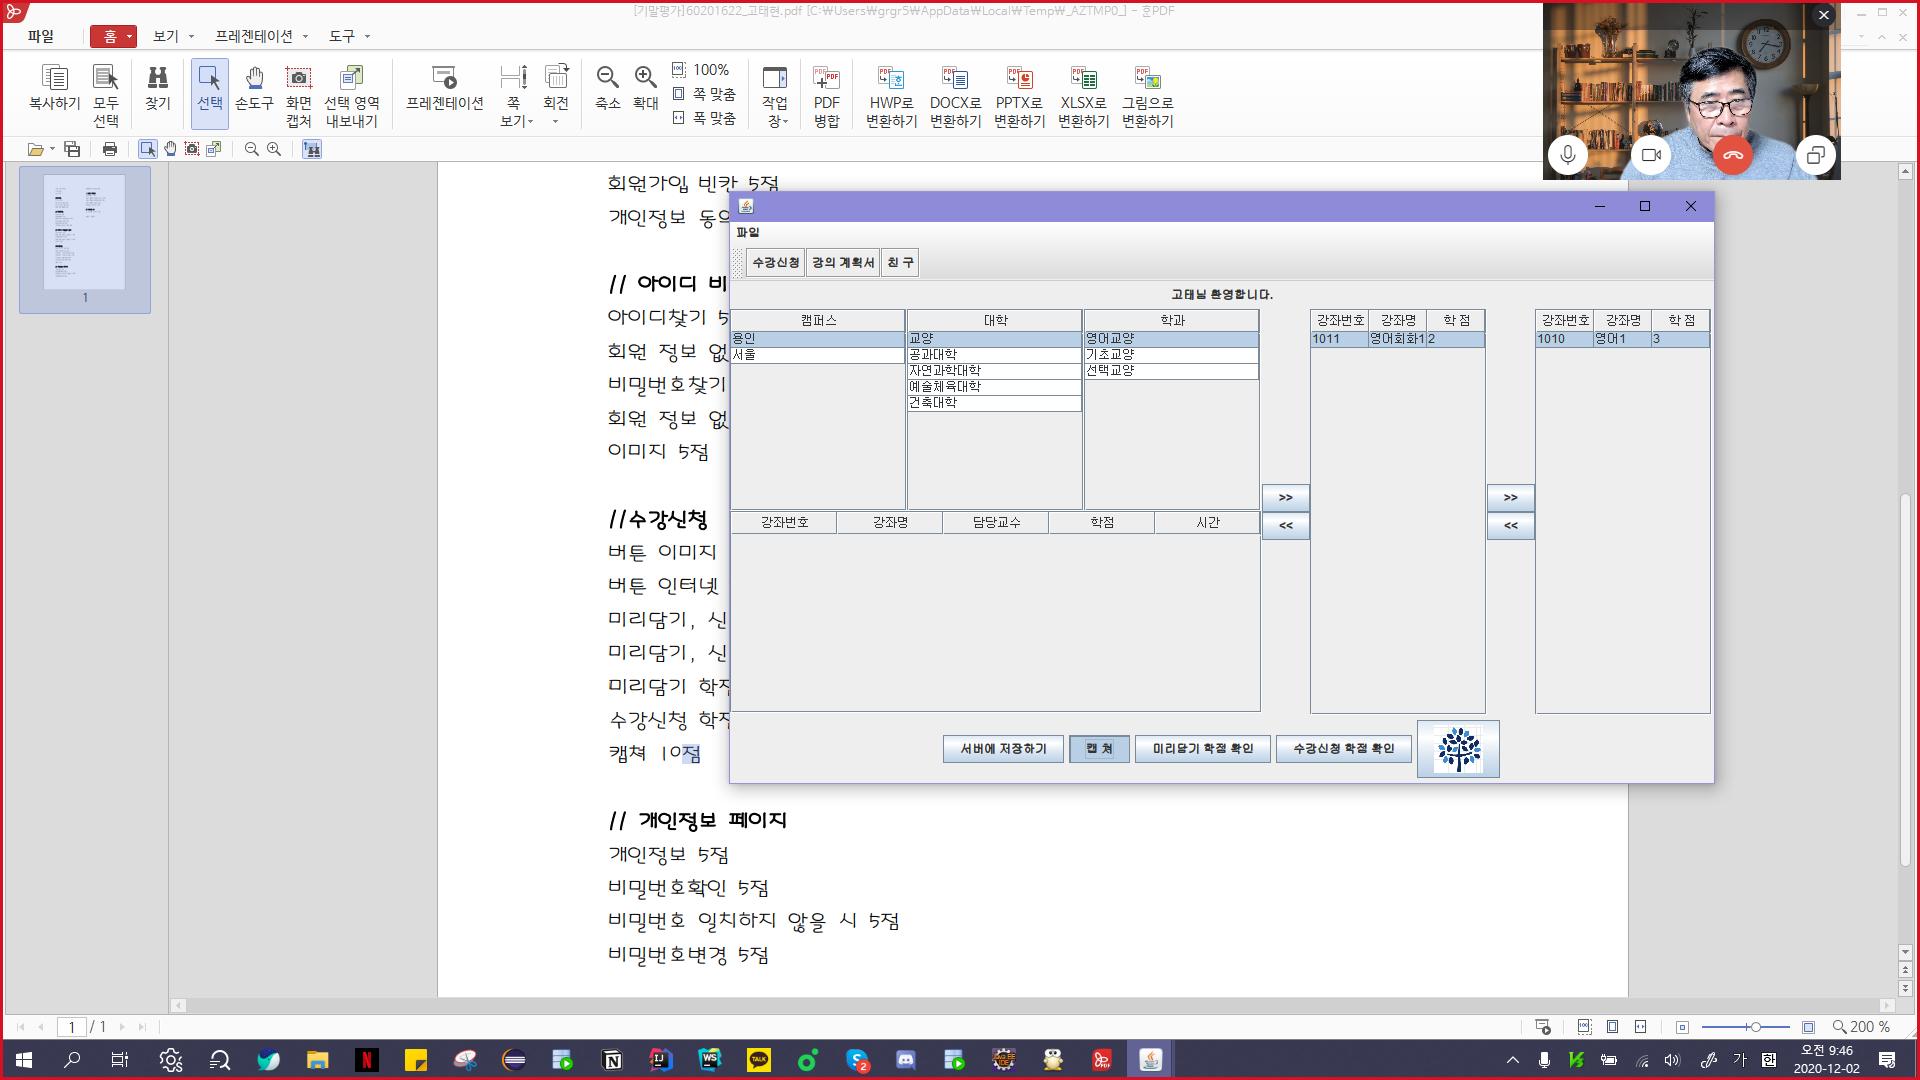 [기말평가]60201622_고태현.pdf [C:₩Users₩grgr5₩AppData₩Local₩Temp₩_AZTMP0_] - 훈PDF
파일 홈 보기 프레젠테이션 도구
복사하기
모두 선택
찾기
선택
손도구
화면 캡처
선택 영역 내보내기
프레젠테이션
쪽 보기
회전
축소
확대
100%
쪽 맞춤
폭 맞춤
작업 창
PDF 병합
HWP로 변환하기
DOCX로 변환하기
PPTX로 변환하기
XLSX로 변환하기
그림으로 변환하기
1
회원가입 빈칸 5점
개인정보 동의
// 아이디 비
아이디찾기 5
회원 정보 없
비밀번호찾기
회원 정보 없
이미지 5점
//수강신청
버튼 이미지
버튼 인터넷
미리담기, 신
미리담기, 신
미리담기 학점
수강신청 학점
캡쳐 10점
// 개인정보 페이지
개인정보 5점
비밀번호확인 5점
비밀번호 일치하지 않을 시 5점
비밀번호변경 5점
파일
수강신청 강의 계획서 친 구
고태님 환영합니다.
캠퍼스 대학 학과
용인 교양 영어교양
서울 공과대학 기초교양
자연과학대학 선택교양
예술체육대학
건축대학
강좌번호 강좌명 담당교수 학점 시간
>>
<<
강좌번호 강좌명 학 점
1011 영어회화1 2
>>
<<
강좌번호 강좌명 학 점
1010 영어1 3
서버에 저장하기 캡 쳐 미리담기 학점 확인 수강신청 학점 확인
1 / 1
200 %
N
IJ
WS
TALK
2
가 한
오전 9:46
2020-12-02